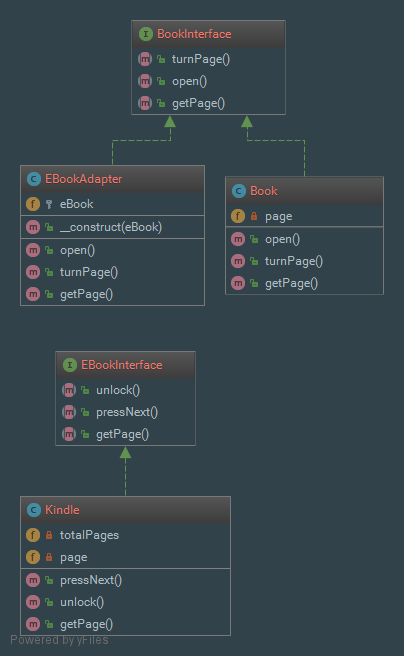 BookInterface
turnPage()
open()
getPage()
EBookAdapter
eBook
__construct(eBook)
open()
turnPage()
getPage()
Book
page
open()
turnPage()
getPage()
EBookInterface
unlock()
pressNext()
getPage()
Kindle
totalPages
page
pressNext()
unlock()
getPage()
Powered by yFiles